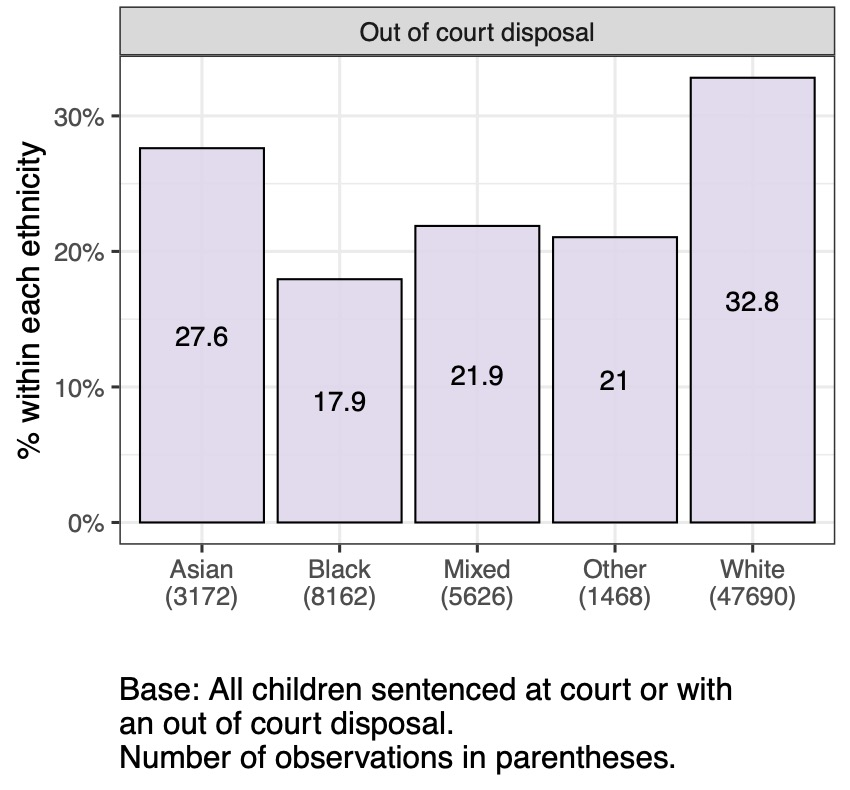 Out of court disposal
% within each ethnicity
30%
20%
10%
0%
27.6
17.9
21.9
21
32.8
Asian
(3172)
Black
(8162)
Mixed
(5626)
Other
(1468)
White
(47690)
Base: All children sentenced at court or with
an out of court disposal.
Number of observations in parentheses.